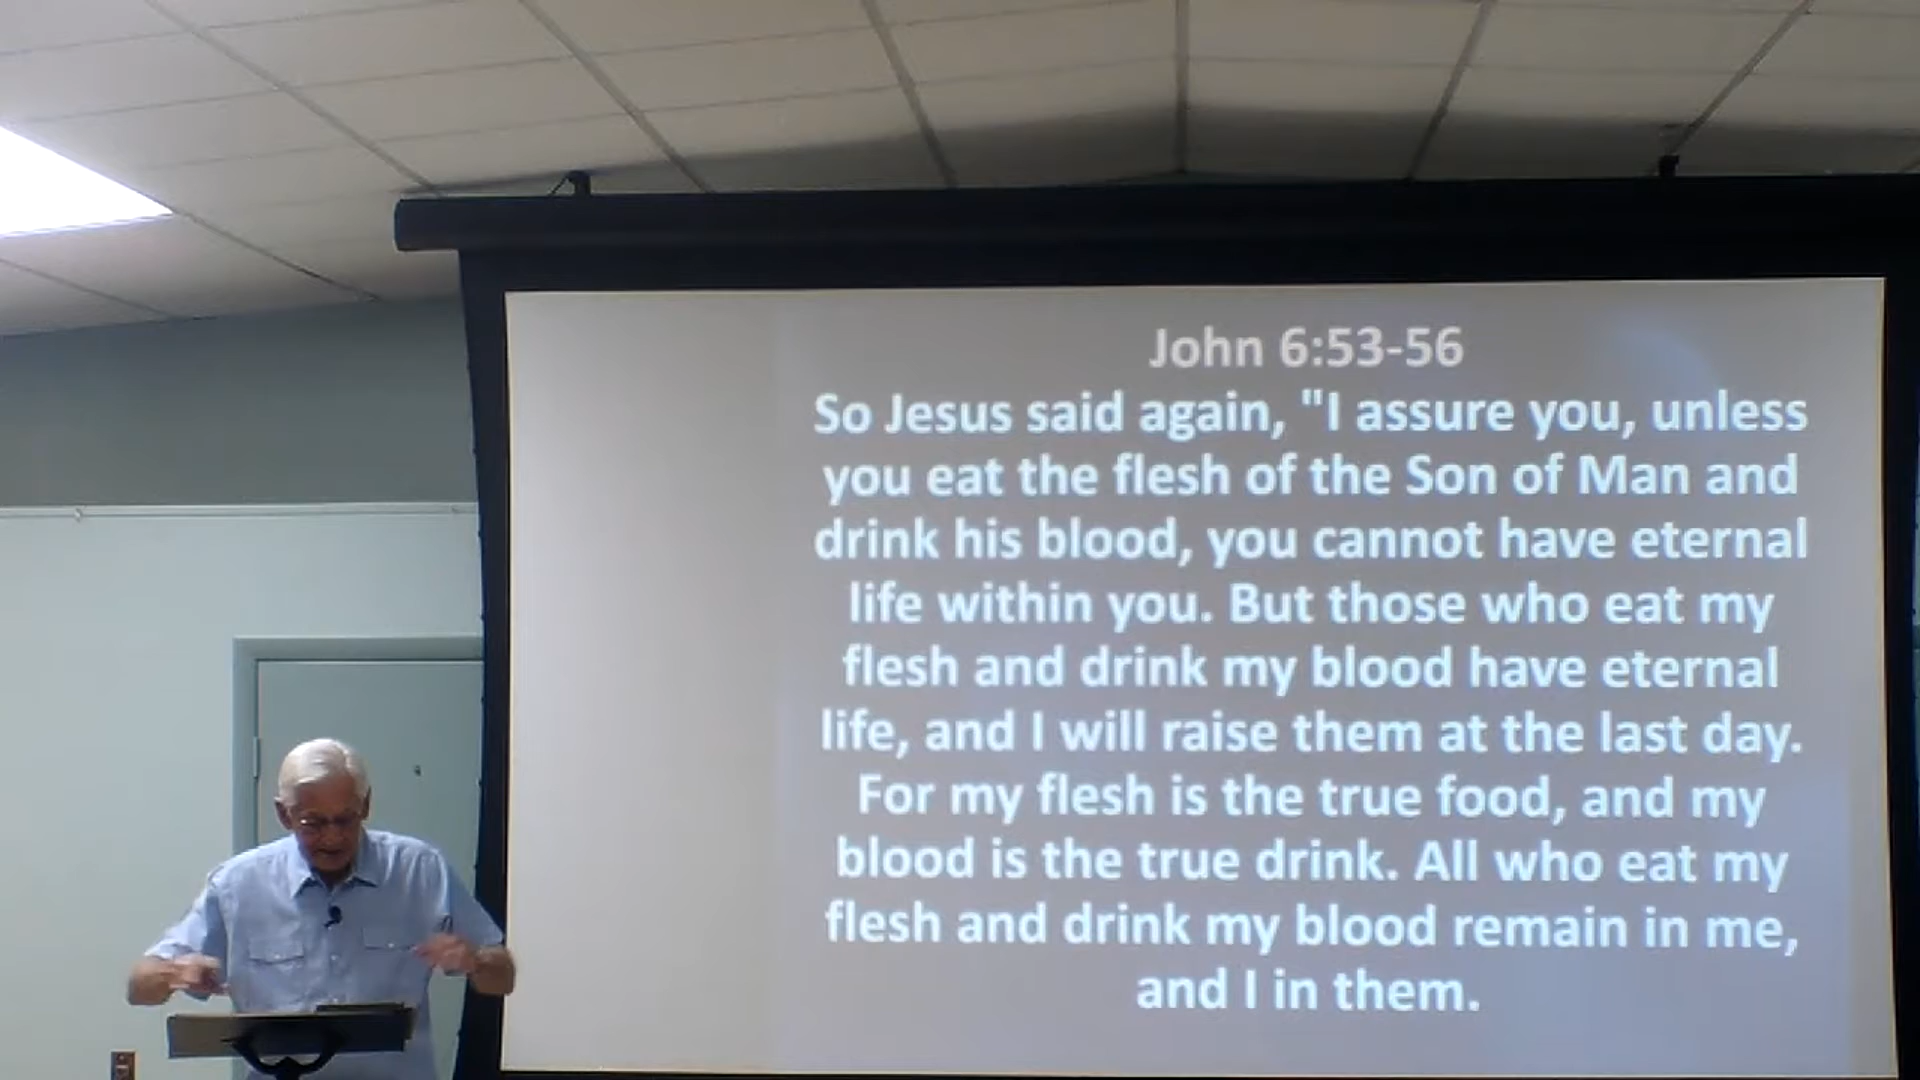 John 6:53-56
So Jesus said again, "I assure you, unless
you eat the flesh of the Son of Man and
drink his blood, you cannot have eternal
life within you. But those who eat my
flesh and drink my blood have eternal
life, and I will raise them at the last day.
For my flesh is the true food, and my
blood is the true drink. All who eat my
flesh and drink my blood remain in me,
and I in them.